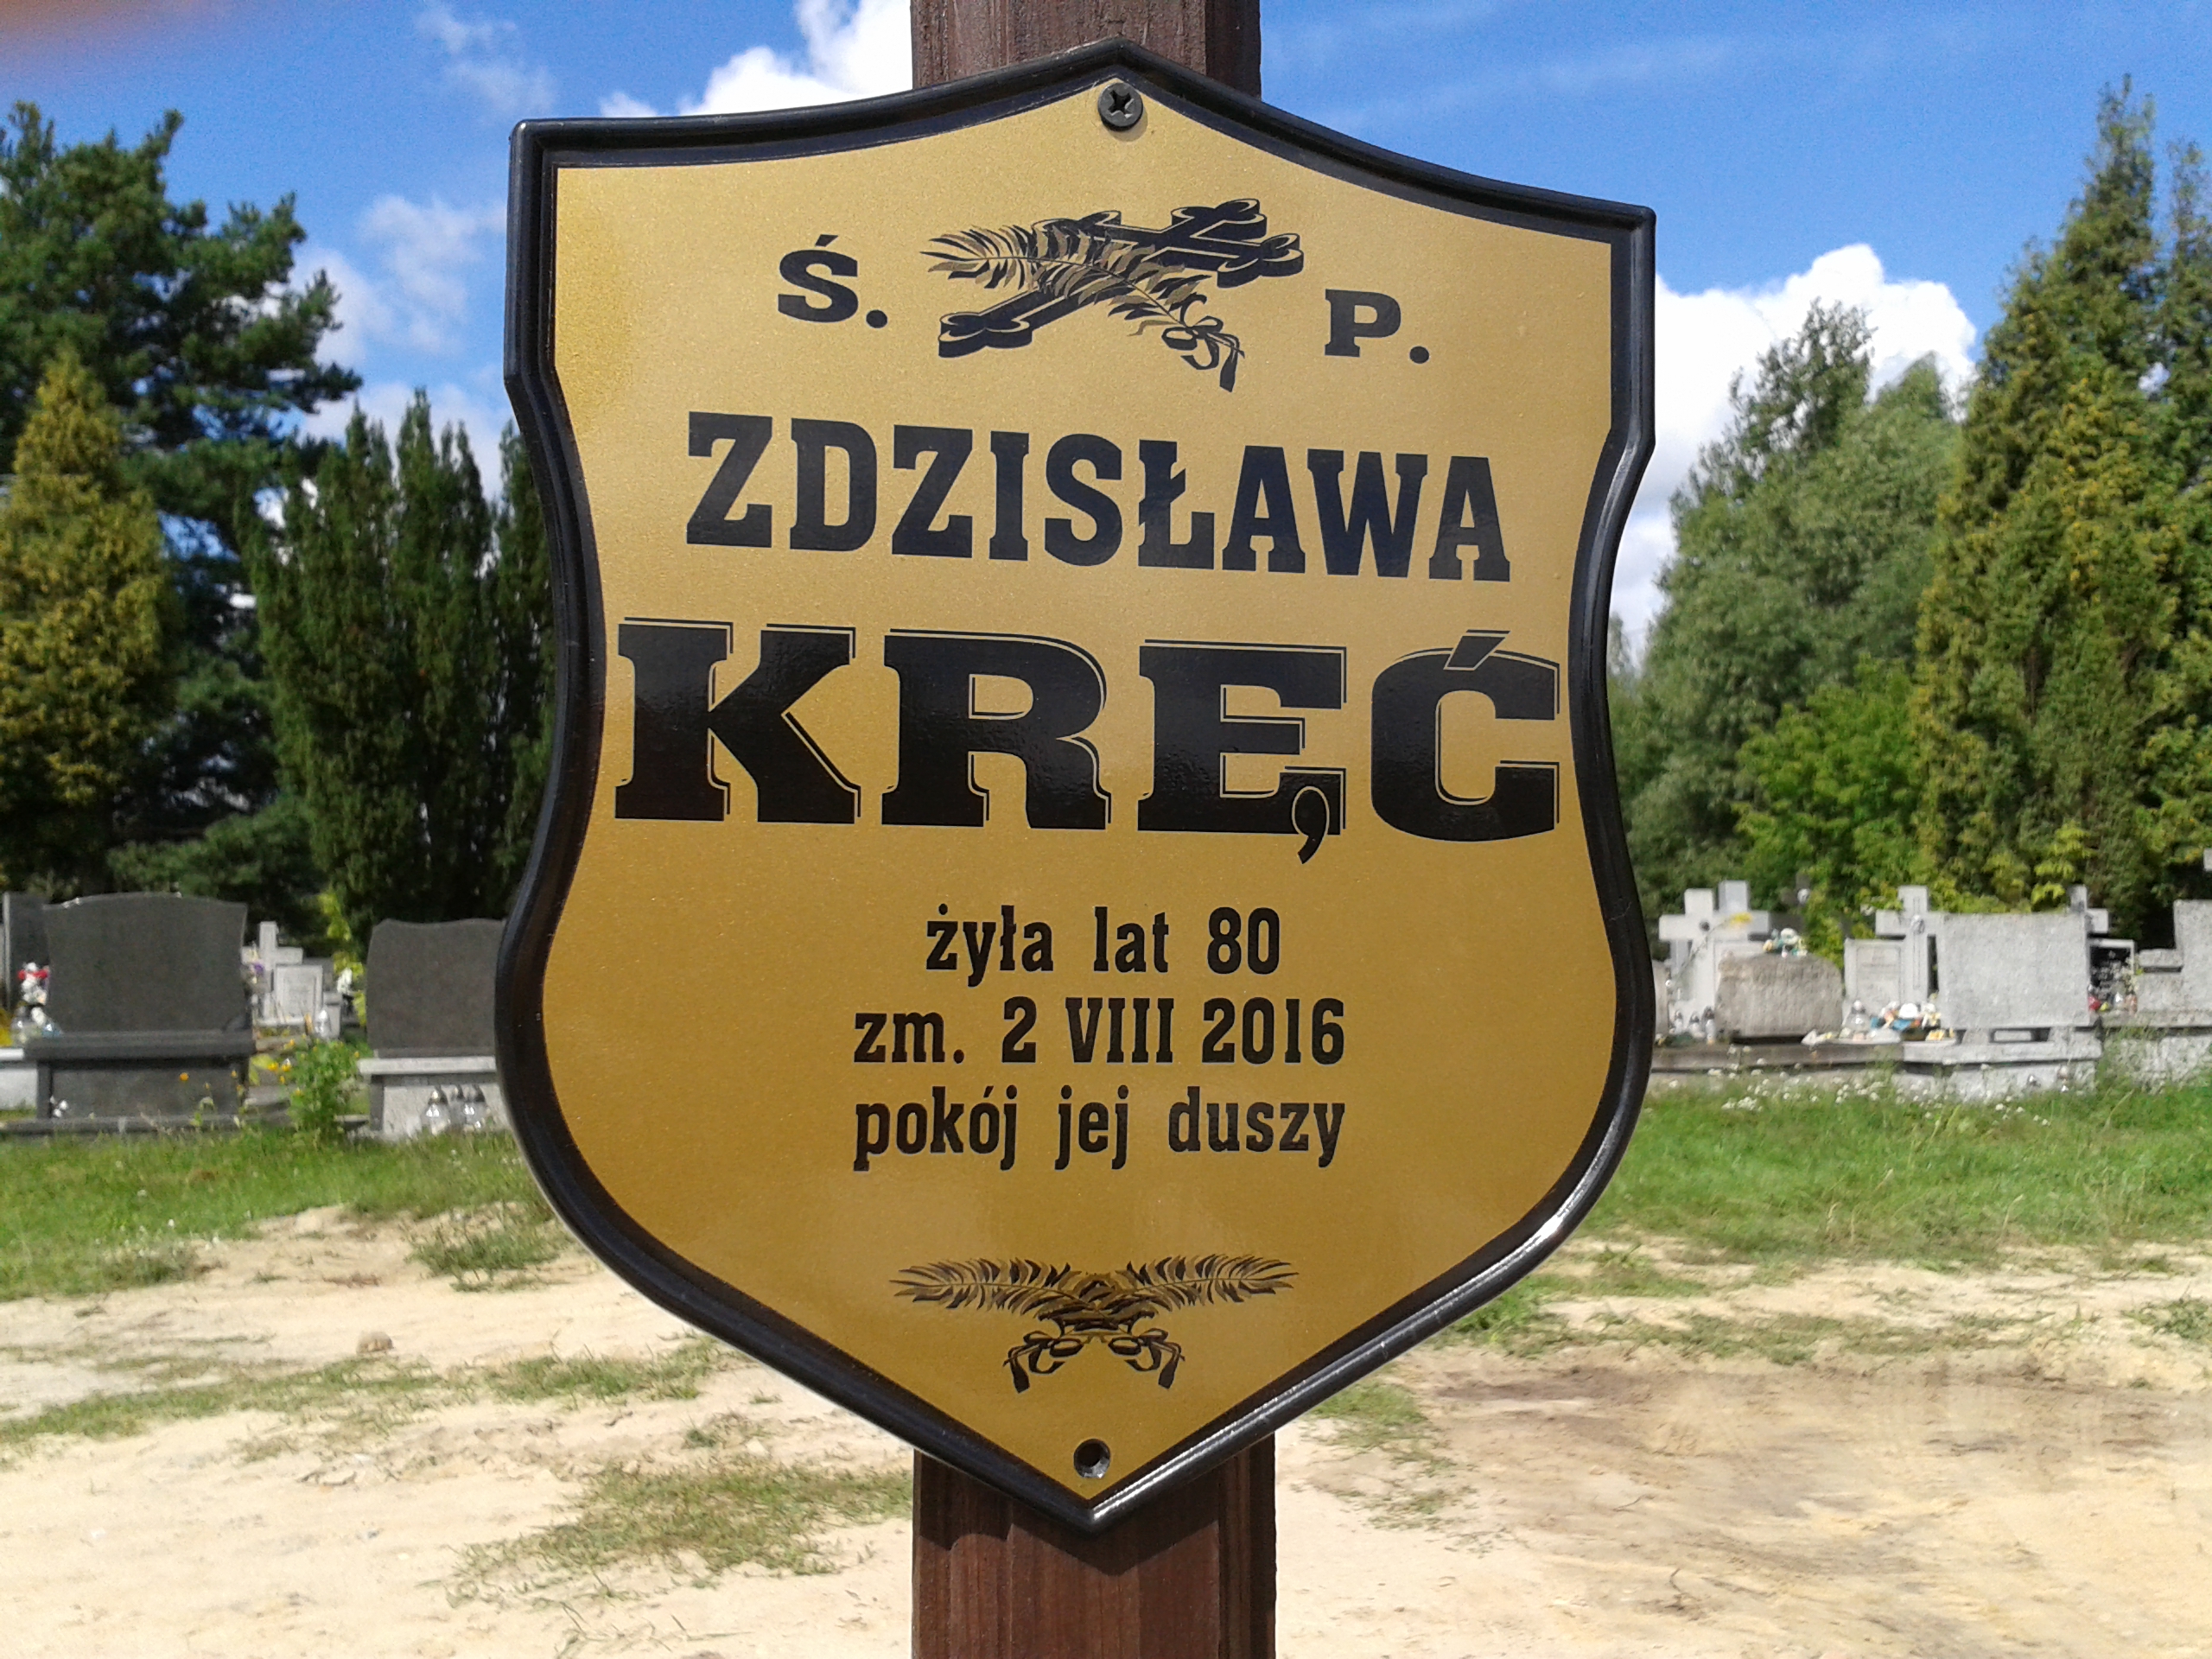 Ś. P.
ZDZISŁAWA
KRĘĆ
żyła lat 80
zm. 2 VIII 2016
pokój jej duszy